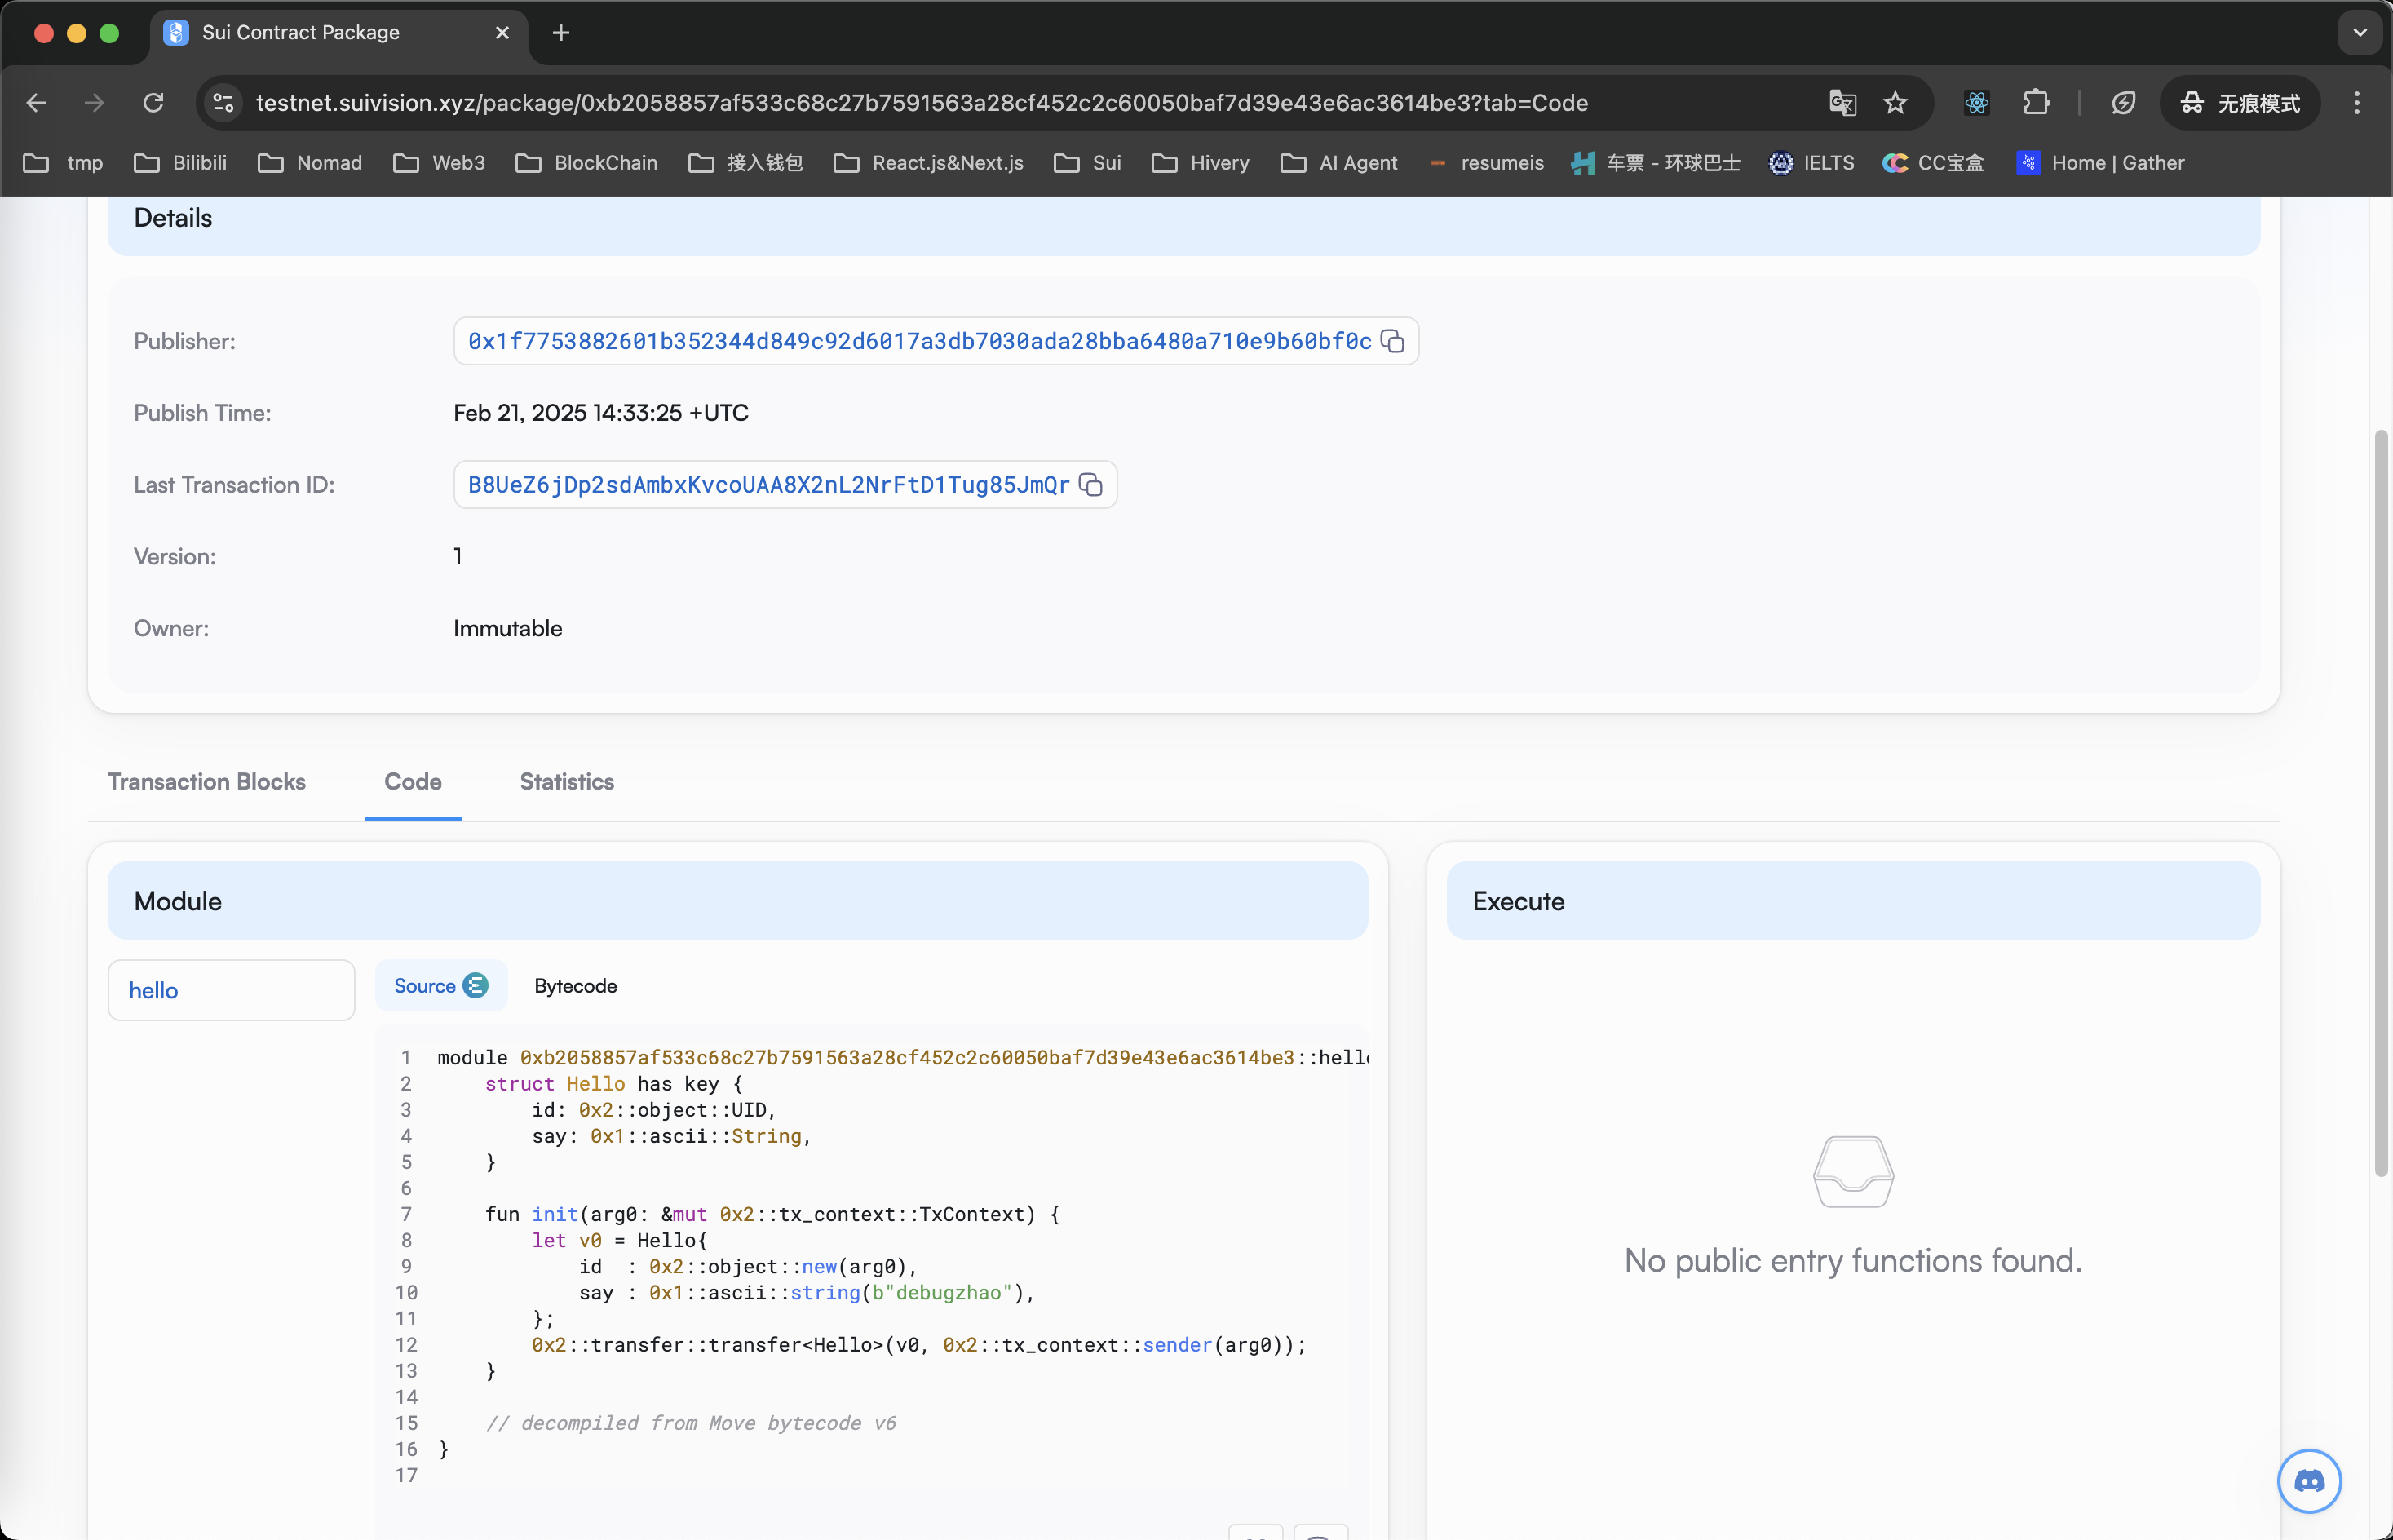 Sui Contract Package
testnet.suivision.xyz/package/0xb2058857af533c68c27b7591563a28cf452c2c60050baf7d39e43e6ac3614be3?tab=Code
无痕模式
tmp Bilibili Nomad Web3 BlockChain 接入钱包 React.js&Next.js Sui Hivery AI Agent resumeis 车票 - 环球巴士 IELTS CC宝盒 Home | Gather
Details
Publisher: 0x1f7753882601b352344d849c92d6017a3db7030ada28bba6480a710e9b60bf0c
Publish Time: Feb 21, 2025 14:33:25 +UTC
Last Transaction ID: B8UeZ6jDp2sdAmbxKvcoUAA8X2nL2NrFtD1Tug85JmQr
Version: 1
Owner: Immutable
Transaction Blocks Code Statistics
Module
hello
Source Bytecode
1 module 0xb2058857af533c68c27b7591563a28cf452c2c60050baf7d39e43e6ac3614be3::hello
2 struct Hello has key {
3 id: 0x2::object::UID,
4 say: 0x1::ascii::String,
5 }
6
7 fun init(arg0: &mut 0x2::tx_context::TxContext) {
8 let v0 = Hello{
9 id : 0x2::object::new(arg0),
10 say : 0x1::ascii::string(b"debugzhao"),
11 };
12 0x2::transfer::transfer<Hello>(v0, 0x2::tx_context::sender(arg0));
13 }
14
15 // decompiled from Move bytecode v6
16 }
17
Execute
No public entry functions found.